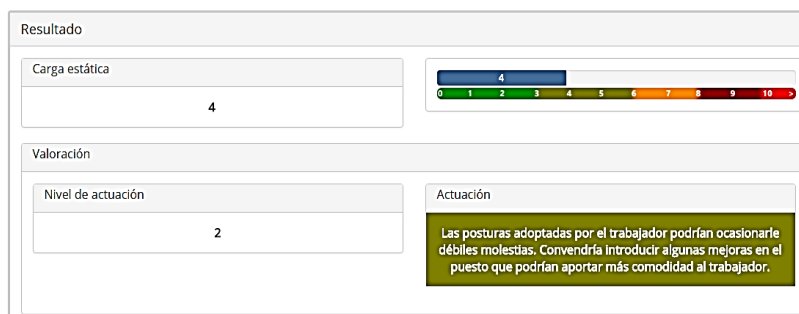 Resultado
Carga estática
4
4
0 1 2 3 4 5 6 7 8 9 10 >
Valoración
Nivel de actuación
2
Actuación
Las posturas adoptadas por el trabajador podrían ocasionarle
débiles molestias. Convendría introducir algunas mejoras en el
puesto que podrían aportar más comodidad al trabajador.